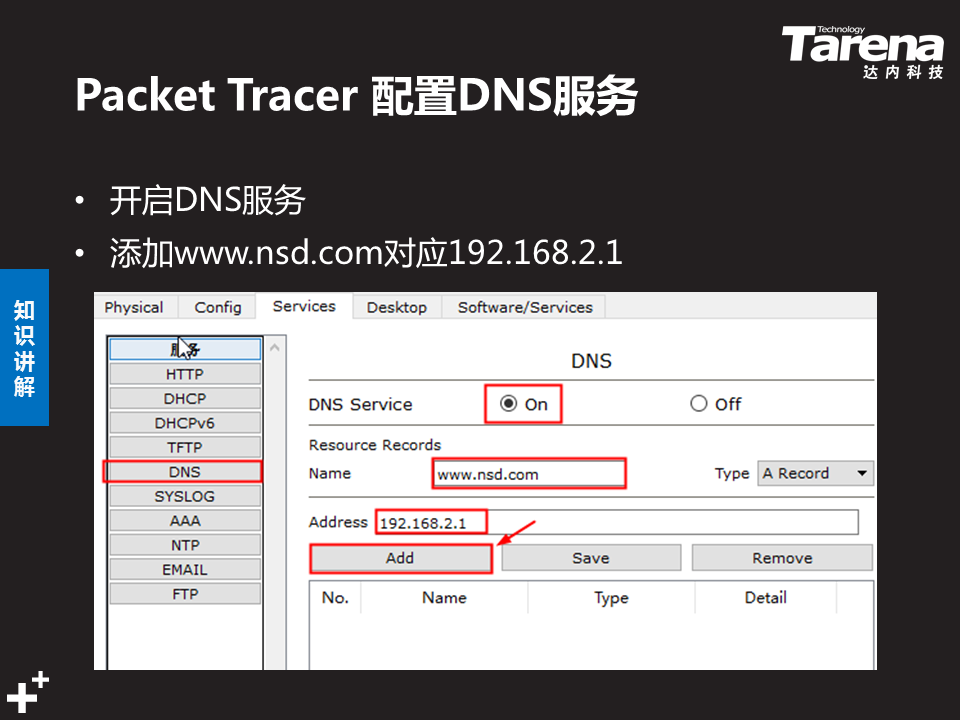 Technology
Tarena
达内科技
Packet Tracer 配置DNS服务
• 开启DNS服务
• 添加www.nsd.com对应192.168.2.1
知识讲解
Physical Config Services Desktop Software/Services
服务
HTTP
DHCP
DHCPv6
TFTP
DNS
SYSLOG
AAA
NTP
EMAIL
FTP
DNS
DNS Service On Off
Resource Records
Name www.nsd.com Type A Record
Address 192.168.2.1
Add Save Remove
No. Name Type Detail